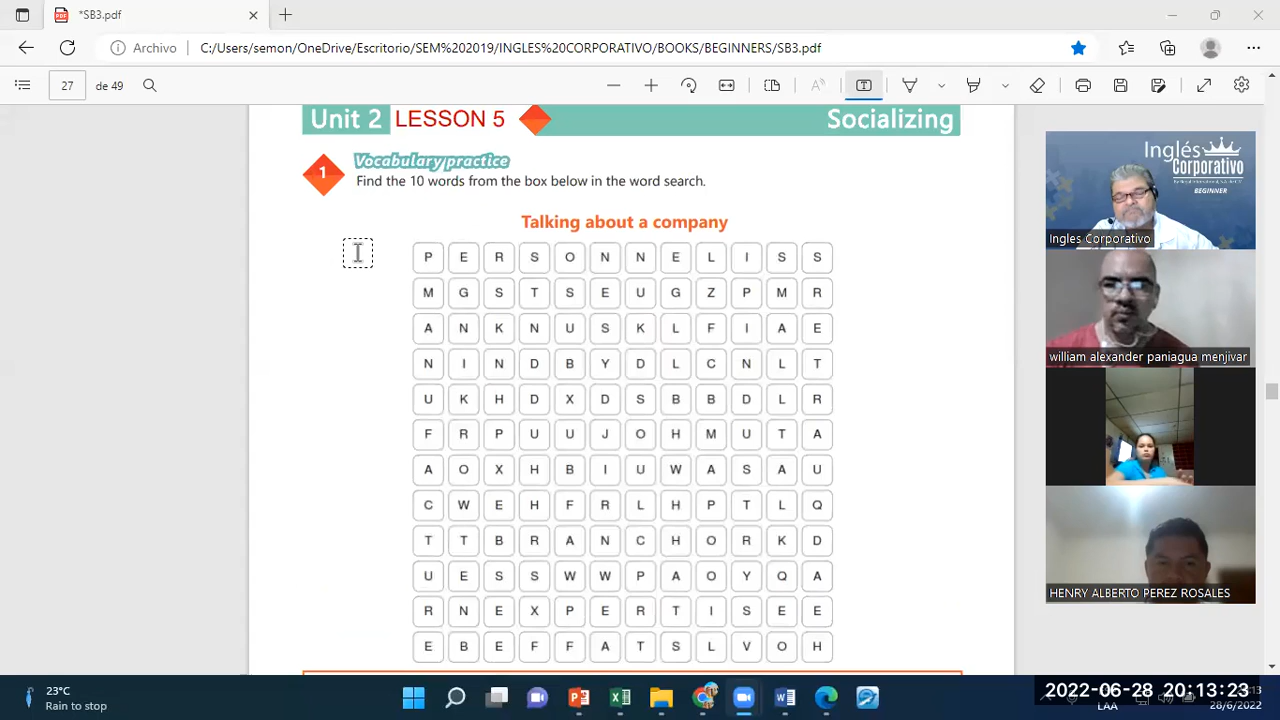 *SB3.pdf
Archivo
C:/Users/semon/OneDrive/Escritorio/SEM%202019/INGLES%20CORPORATIVO/BOOKS/BEGINNERS/SB3.pdf
27
de 49
Unit 2 LESSON 5
Socializing
1
Vocabulary practice
Find the 10 words from the box below in the word search.
Talking about a company
P E R S O N N E L I S S
M G S T S E U G Z P M R
A N K N U S K L F I A E
N I N D B Y D L C N L T
U K H D X D S B B D L R
F R P U U J O H M U T A
A O X H B I U W A S A U
C W E H F R L H P T L Q
T T B R A N C H O R K D
U E S S W W P A O Y Q A
R N E X P E R T I S E E
E B E F F A T S L V O H
Inglés
Corporativo
BEGINNER
Ingles Corporativo
william alexander paniagua menjivar
HENRY ALBERTO PEREZ ROSALES
23°C
Rain to stop
2022-06-28 20:13:23
LAA
28/6/2022